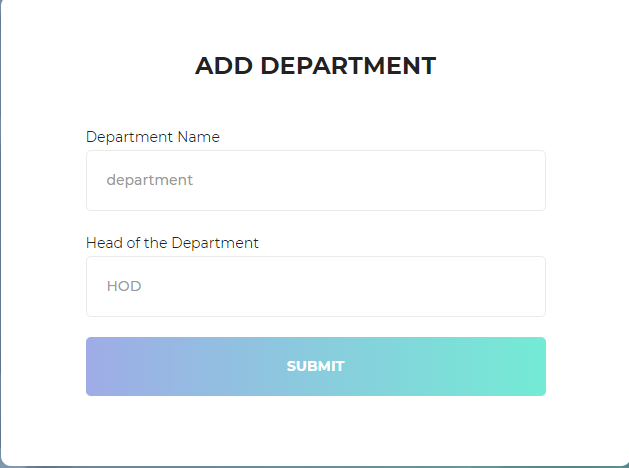 ADD DEPARTMENT
Department Name
department
Head of the Department
HOD
SUBMIT